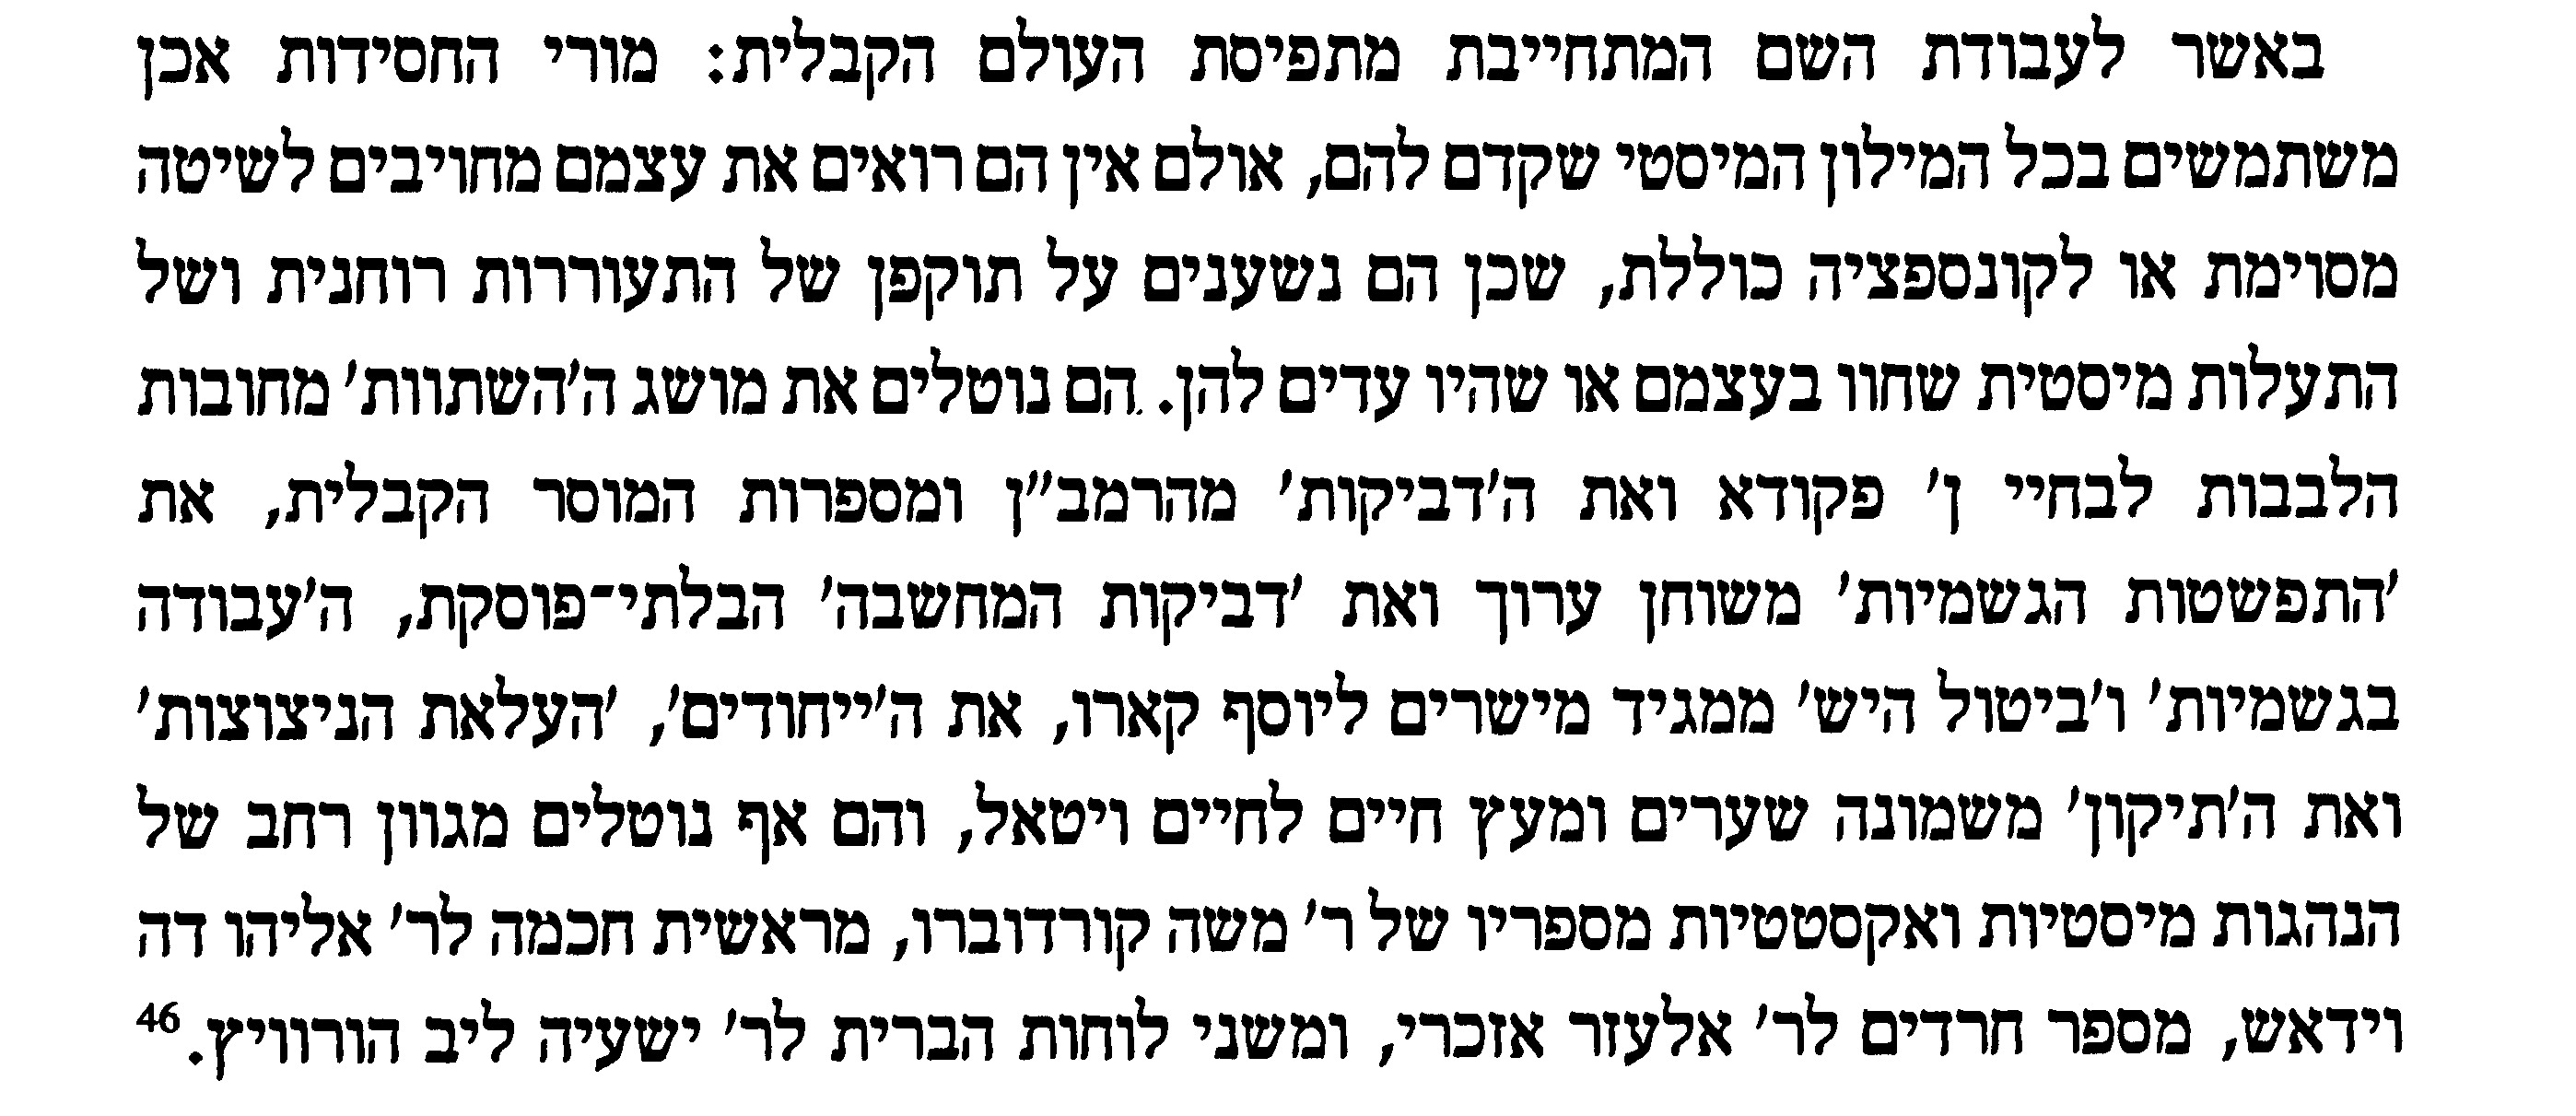 באשר לעבודת השם המתחייבת מתפיסת העולם הקבלית: מורי החסידות אכן
משתמשים בכל המילון המיסטי שקדם להם, אולם אין הם רואים את עצמם מחויבים לשיטה
מסוימת או לקונספציה כוללת, שכן הם נשענים על תוקפן של התעוררות רוחנית ושל
התעלות מיסטית שחוו בעצמם או שהיו עדים להן. הם נוטלים את מושג ה'השתוות' מחובות
הלבבות לבחיי ן' פקודא ואת ה'דביקות' מהרמב"ן ומספרות המוסר הקבלית, את
'התפשטות הגשמיות' משוחן ערוך ואת 'דביקות המחשבה' הבלתי־פוסקת, ה'עבודה
בגשמיות' ו'ביטול היש' ממגיד מישרים ליוסף קארו, את ה'ייחודים', 'העלאת הניצוצות'
ואת ה'תיקון' משמונה שערים ומעץ חיים לחיים ויטאל, והם אף נוטלים מגוון רחב של
הנהגות מיסטיות ואקסטטיות מספריו של ר' משה קורדוברו, מראשית חכמה לר' אליהו דה
וידאש, מספר חרדים לר' אלעזר אזכרי, ומשני לוחות הברית לר' ישעיה ליב הורוויץ.46